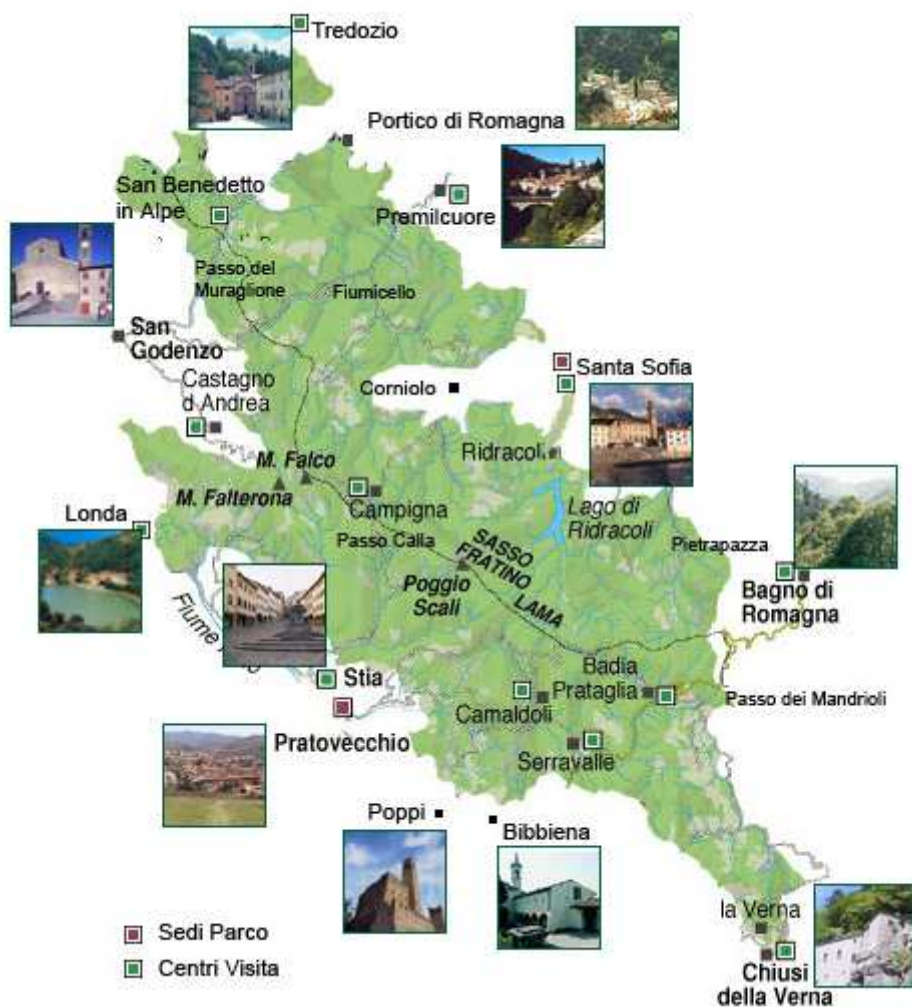 Tredozio
Portico di Romagna
San Benedetto
in Alpe
Premilcuore
Passo del
Muraglione
Fiumicello
San
Godenzo
Santa Sofia
Castagno
d Andrea
Corniolo
M. Falco
Ridracoli
M. Falterona
Campigna
Lago di
Ridracoli
Londa
Passo Calla
SASSO
FRATINO
Pietrapazza
Poggio
Scali
LAMA
Bagno di
Romagna
Fiume
Stia
Badia
Prataglia
Passo dei Mandrioli
Camaldoli
Pratovecchio
Serravalle
Poppi
Bibbiena
la Verna
Sedi Parco
Centri Visita
Chiusi
della Verna